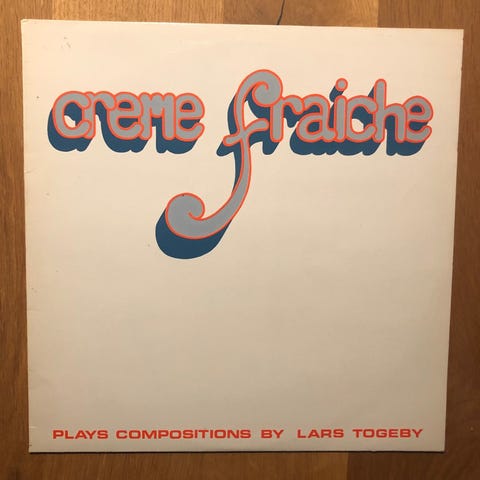 creme fraiche
PLAYS COMPOSITIONS BY LARS TOGEBY